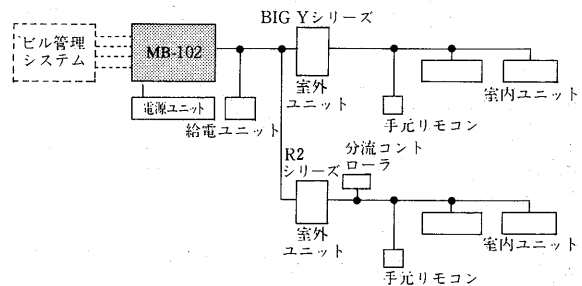 BIG Yシリーズ
ビル管理
システム
MB-102
電源ユニット
給電ユニット
室外
ユニット
手元リモコン
室内ユニット
R2
シリーズ
分流コント
ローラ
室外
ユニット
手元リモコン
室内ユニット